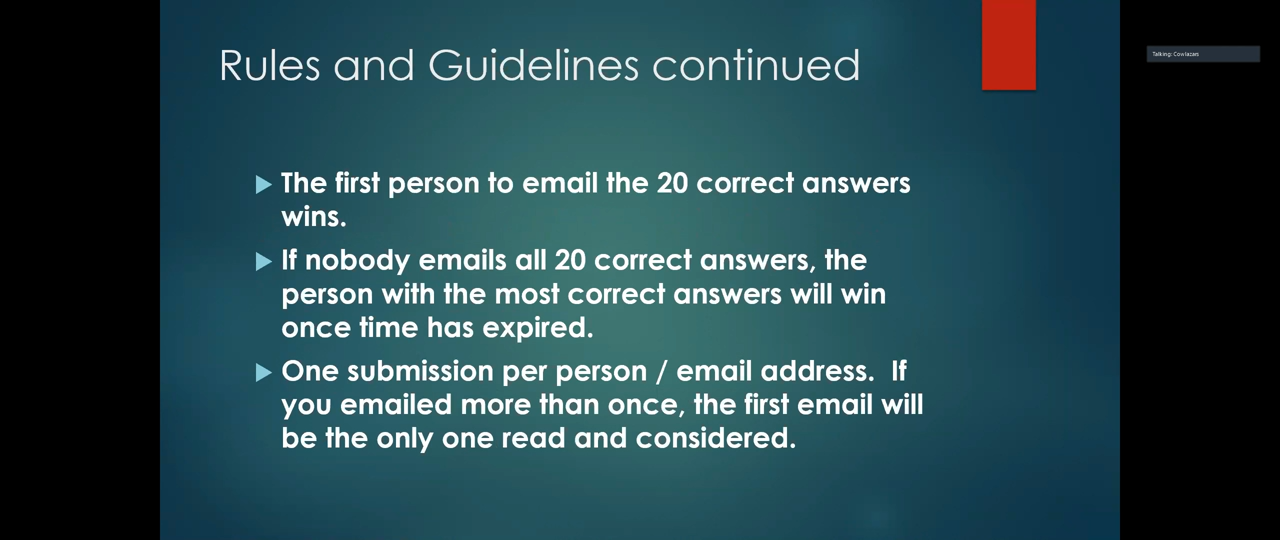 Rules and Guidelines continued
Talking: Cowlazars
The first person to email the 20 correct answers
wins.
If nobody emails all 20 correct answers, the
person with the most correct answers will win
once time has expired.
One submission per person / email address.  If
you emailed more than once, the first email will
be the only one read and considered.